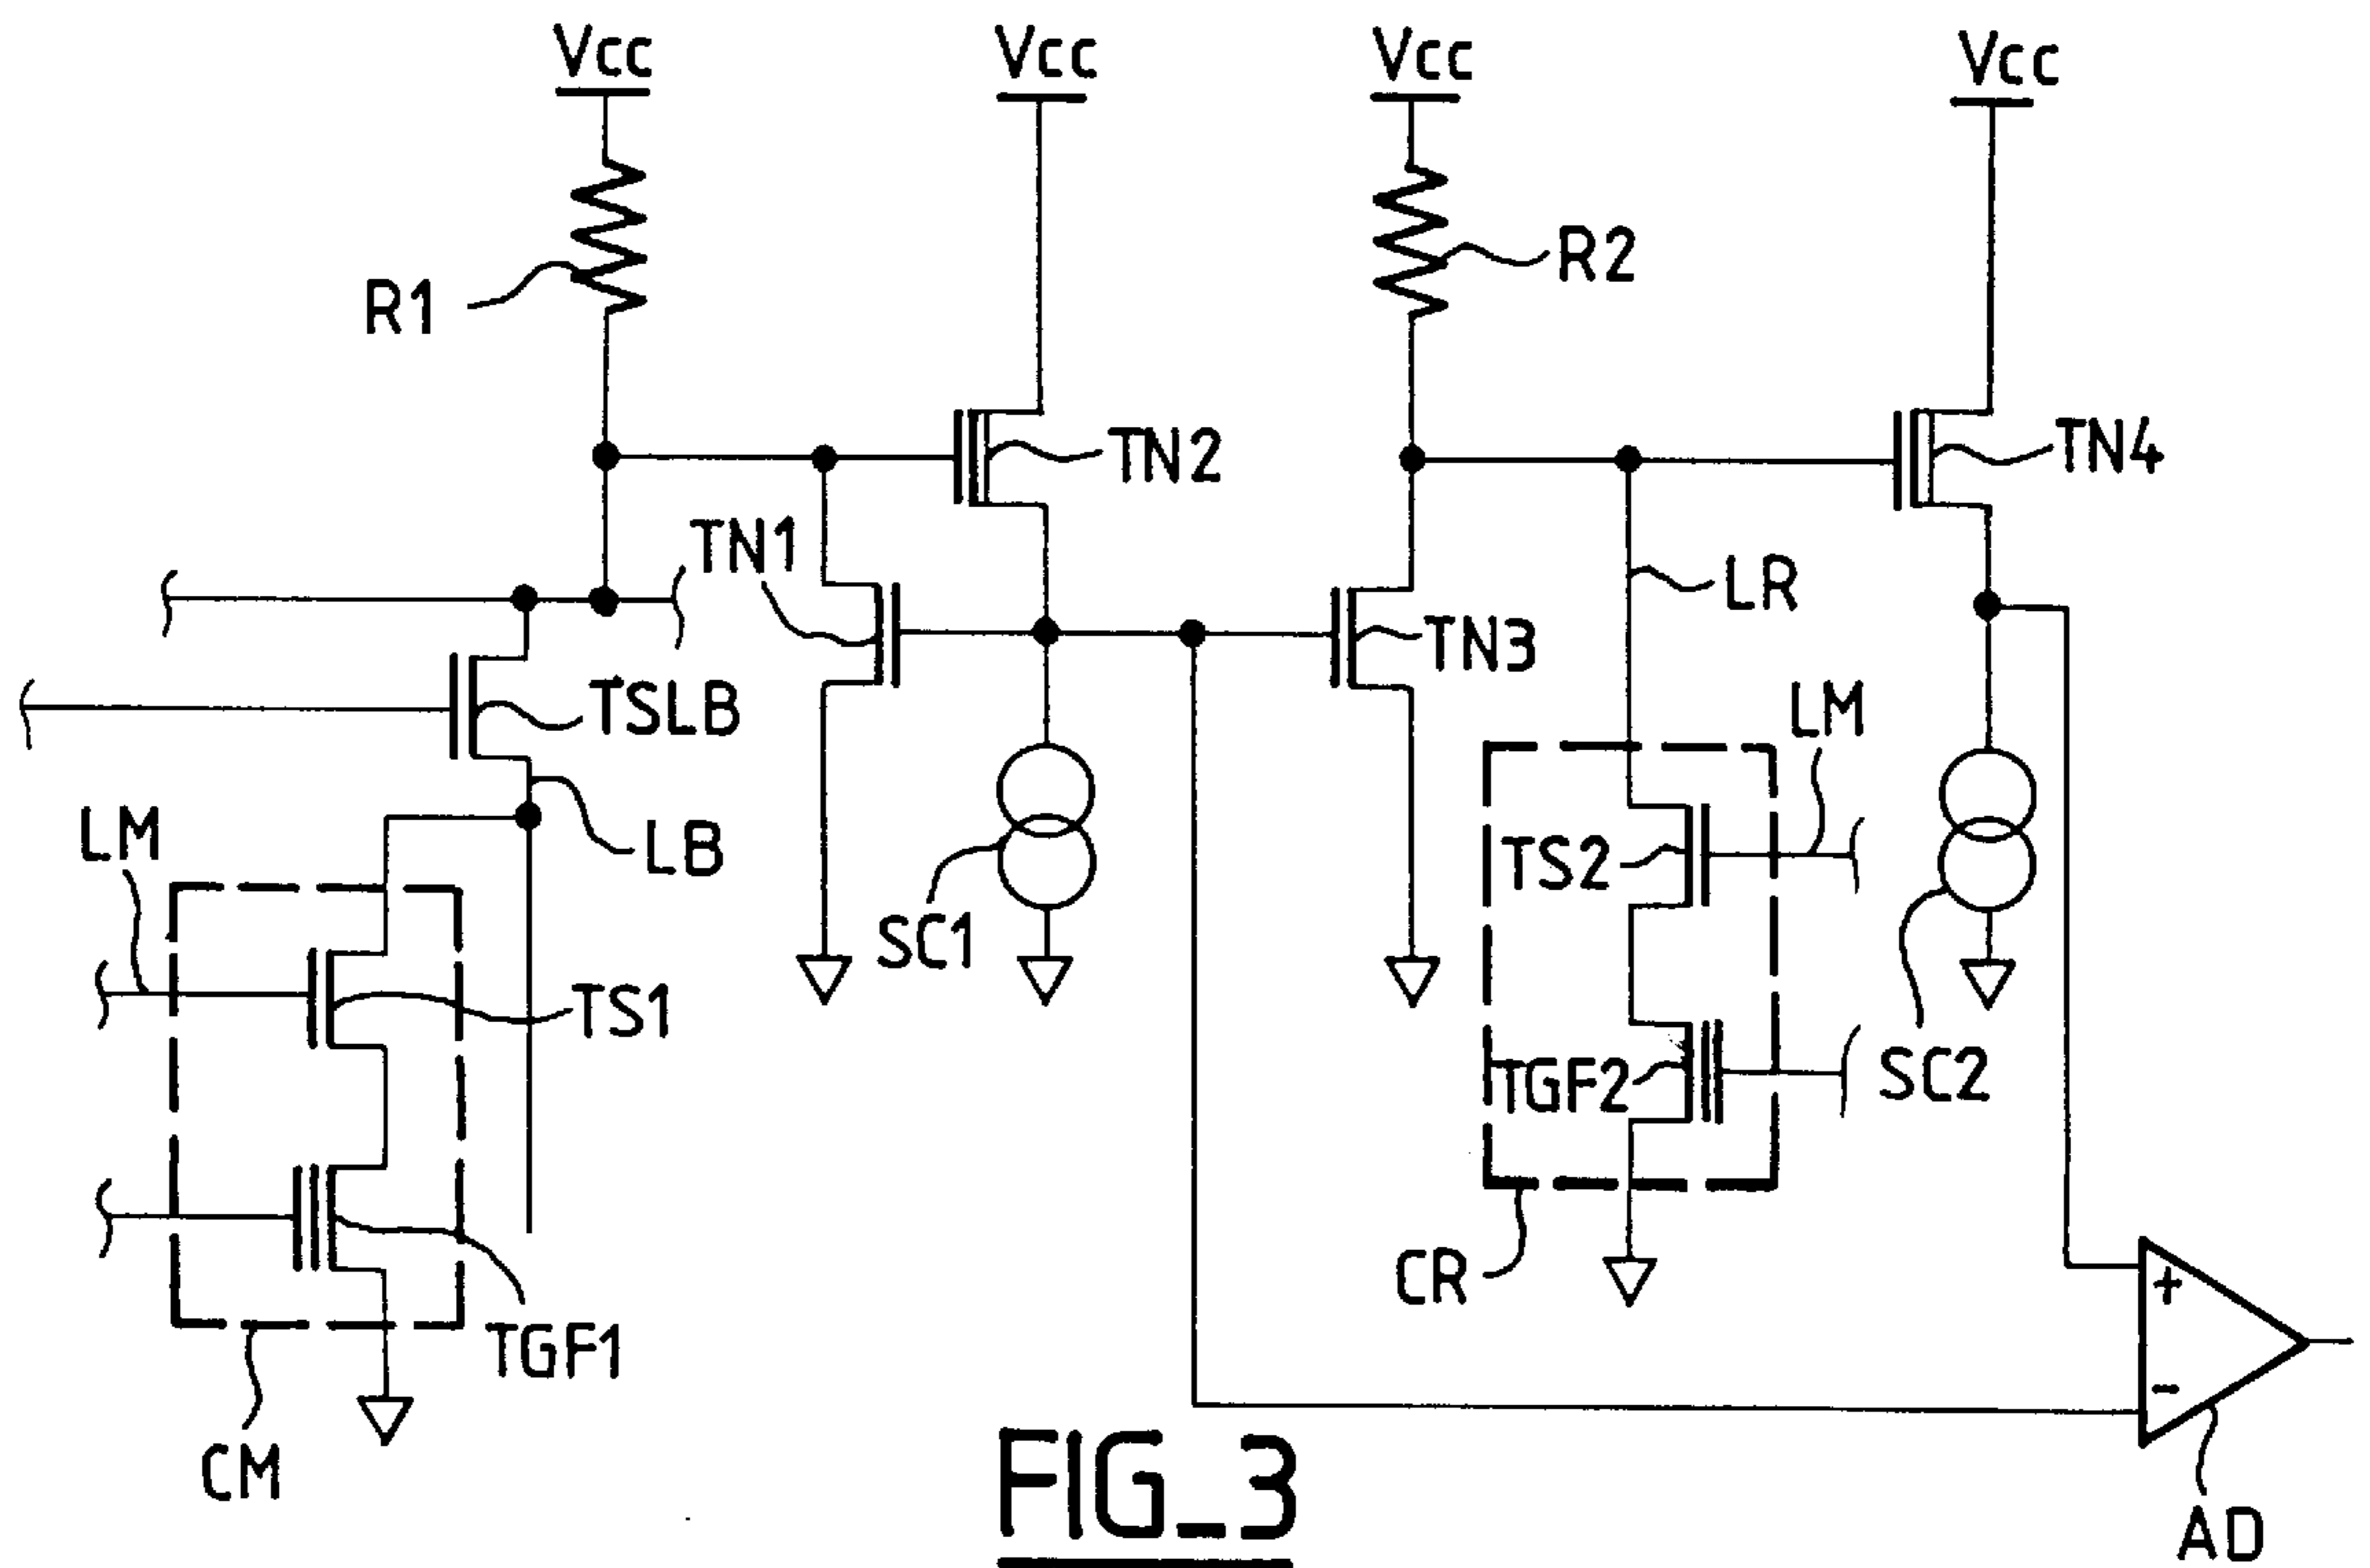 Vcc Vcc Vcc Vcc
R1 R2
TN2 TN4
TN1 LR
TN3
TSLB LM
LM LB TS2
SC1
TS1
TGF2 SC2
CR
+
TGF1
-
CM
FIG_3
AD